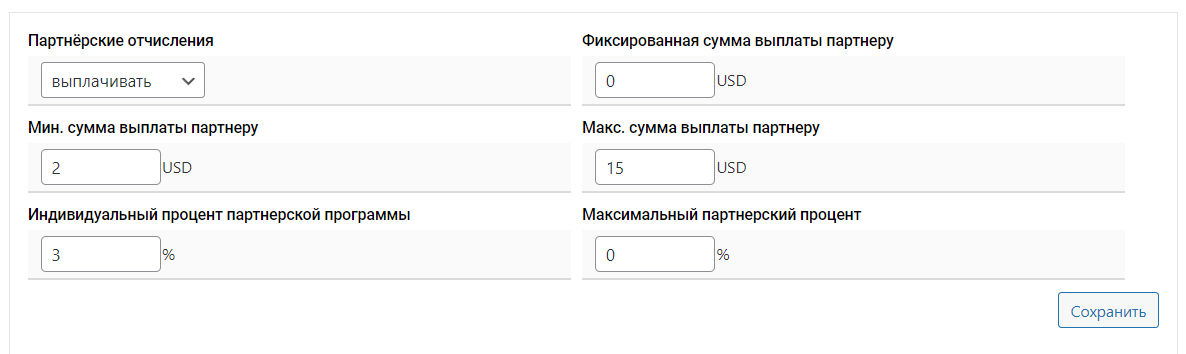 Партнёрские отчисления
выплачивать
Фиксированная сумма выплаты партнеру
0 USD
Мин. сумма выплаты партнеру
2 USD
Макс. сумма выплаты партнеру
15 USD
Индивидуальный процент партнерской программы
3 %
Максимальный партнерский процент
0 %
Сохранить